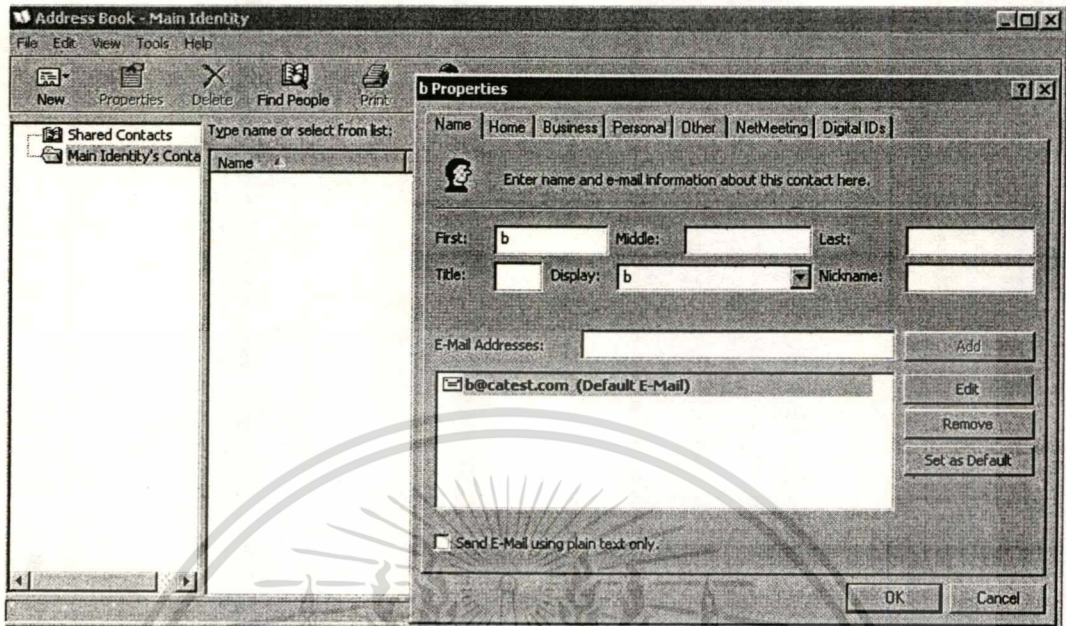 Address Book - Main Identity
File Edit View Tools Help
New Properties Delete Find People Print
Shared Contacts
Main Identity's Conta
Type name or select from list:
Name
b Properties
Name Home Business Personal Other NetMeeting Digital IDs
Enter name and e-mail information about this contact here.
First: b Middle: Last:
Title: Display: b Nickname:
E-Mail Addresses: Add
b@catest.com (Default E-Mail)
Edit
Remove
Set as Default
Send E-Mail using plain text only.
OK Cancel